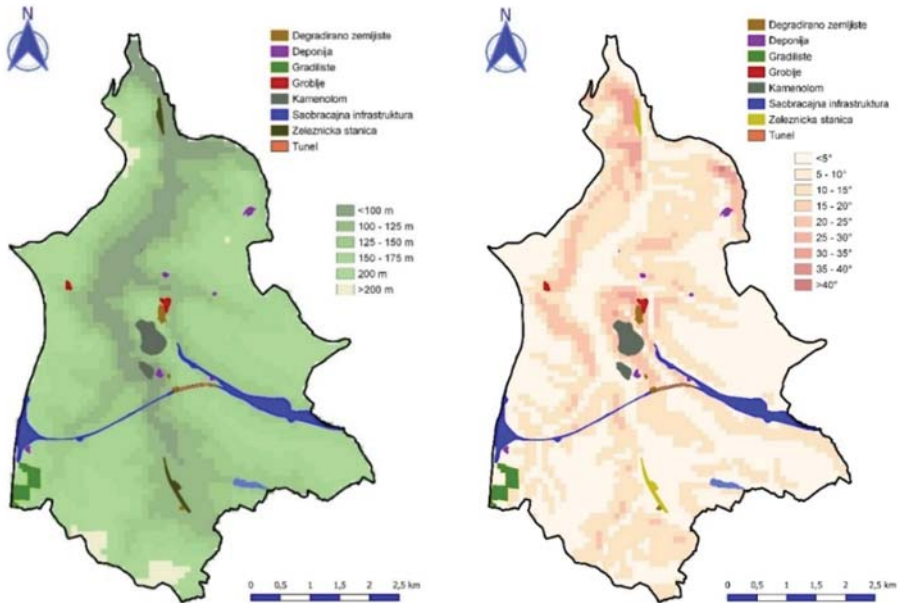 N
Degradirano zemljiste
Deponija
Gradiliste
Groblje
Kamenolom
Saobracajna infrastruktura
Zeleznicka stanica
Tunel
<100 m
100 - 125 m
125 - 150 m
150 - 175 m
200 m
>200 m
0 0,5 1 1,5 2 2,5 km
N
Degradirano zemljiste
Deponija
Gradiliste
Groblje
Kamenolom
Saobracajna infrastruktura
Zeleznicka stanica
Tunel
<5°
5 - 10°
10 - 15°
15 - 20°
20 - 25°
25 - 30°
30 - 35°
35 - 40°
>40°
0 0,5 1 1,5 2 2,5 km